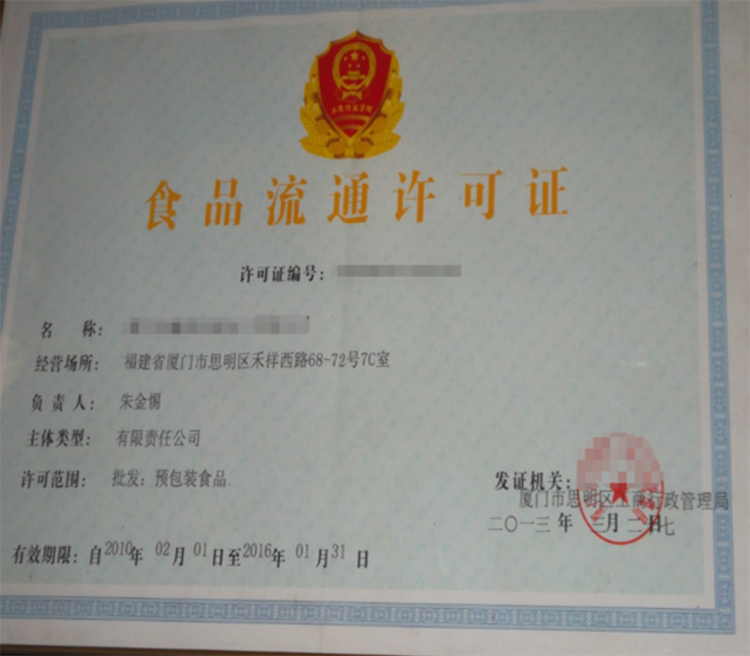 食品流通许可证
许可证编号:
名 称:
经营场所: 福建省厦门市思明区禾祥西路68-72号7C室
负责人: 朱金锡
主体类型: 有限责任公司
许可范围: 批发: 预包装食品
发证机关:
厦门市思明区工商行政管理局
二〇一三年二月二十七日
有效期限: 自2010年02月01日至2016年01月31日